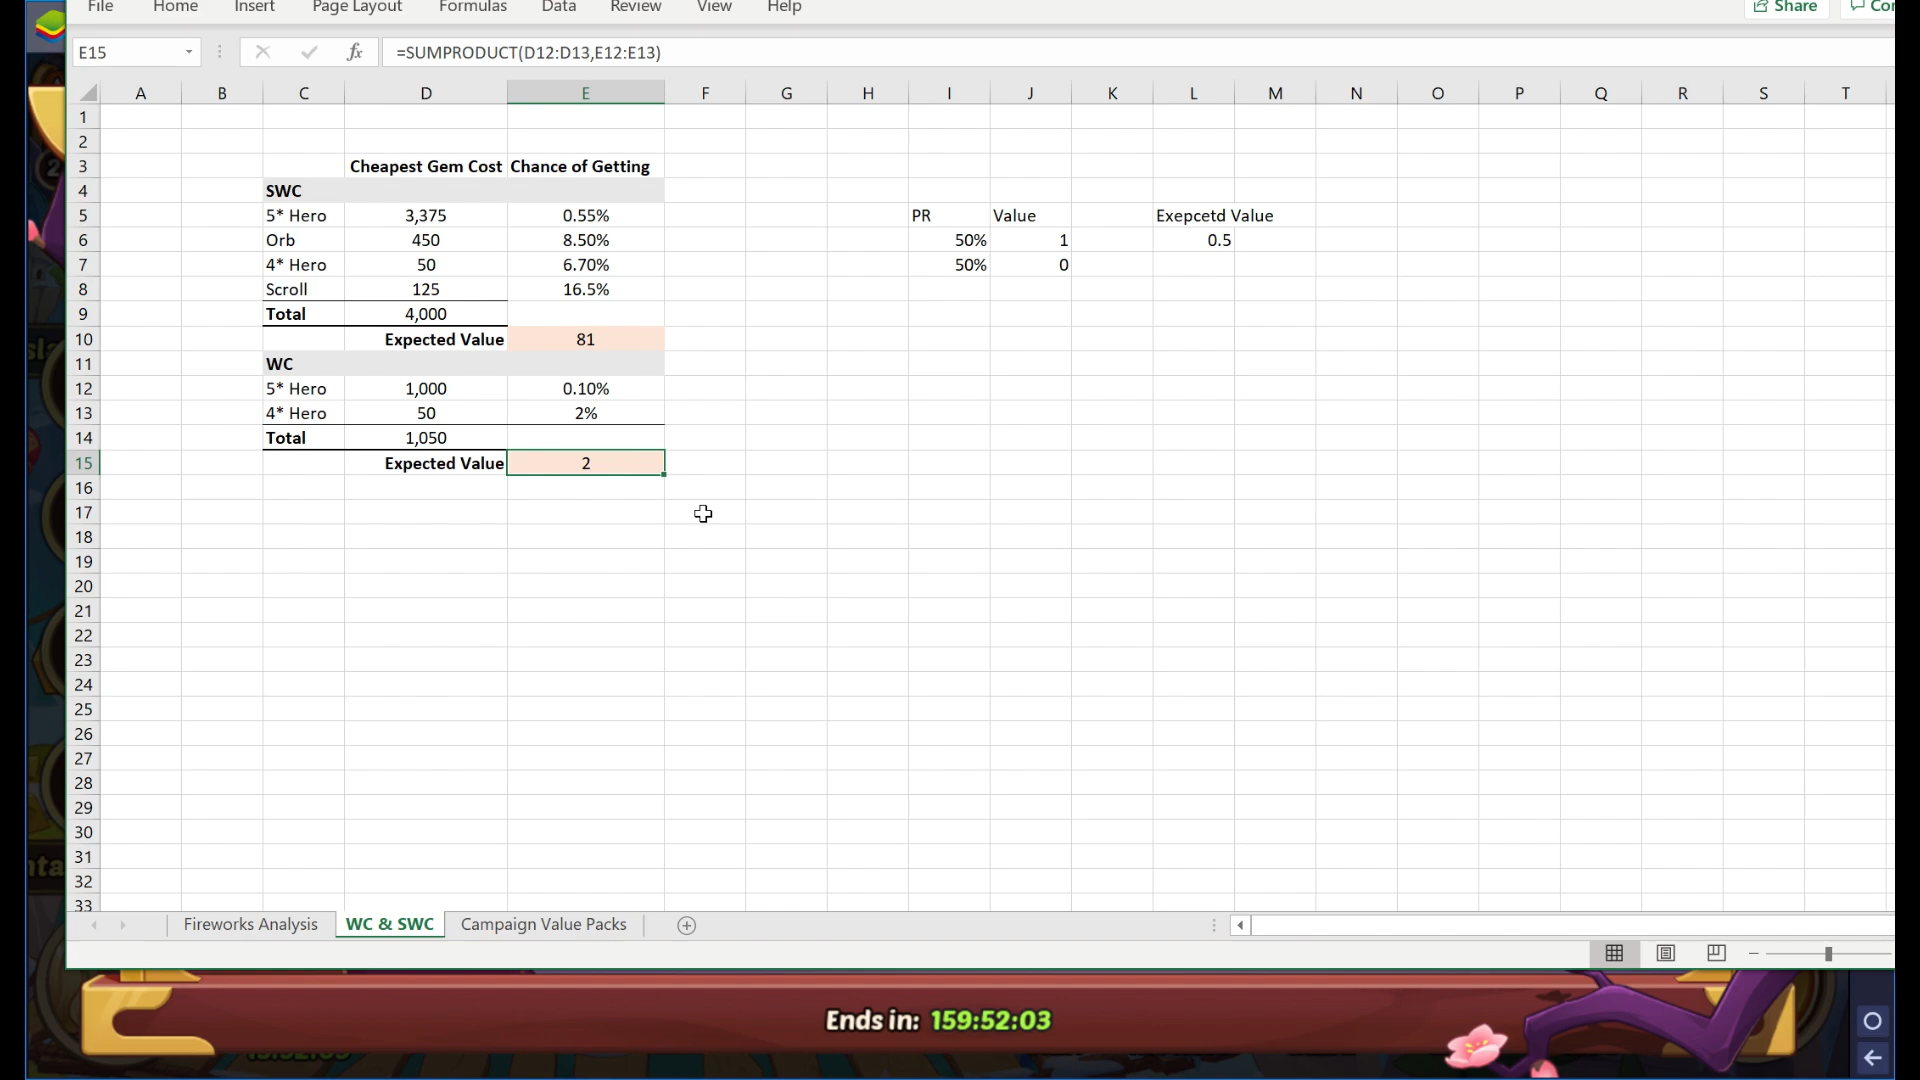 File Home Insert Page Layout Formulas Data Review View Help Share
E15 fx =SUMPRODUCT(D12:D13,E12:E13)
A B C D E F G H I J K L M N O P Q R S T
1
2
3 Cheapest Gem Cost Chance of Getting
4 SWC
5 5* Hero 3,375 0.55% PR Value Exepcetd Value
6 Orb 450 8.50% 50% 1 0.5
7 4* Hero 50 6.70% 50% 0
8 Scroll 125 16.5%
9 Total 4,000
10 Expected Value 81
11 WC
12 5* Hero 1,000 0.10%
13 4* Hero 50 2%
14 Total 1,050
15 Expected Value 2
16
17
18
19
20
21
22
23
24
25
26
27
28
29
30
31
32
33
Fireworks Analysis WC & SWC Campaign Value Packs
Ends in: 159:52:03